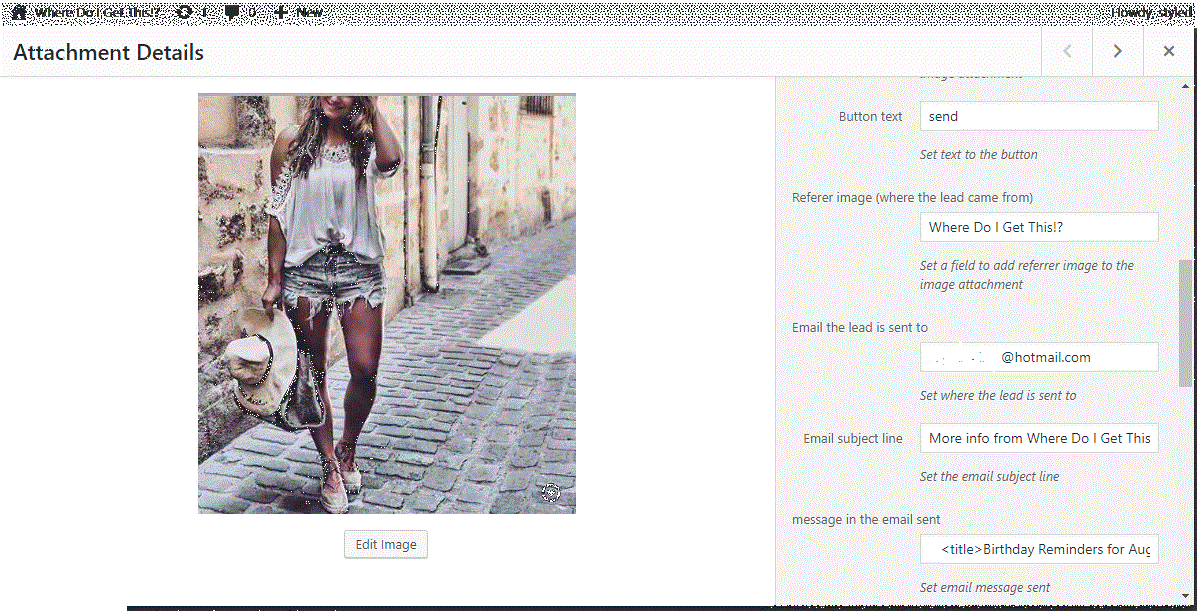 Where Do I Get This!? 1 0 New
Howdy, styled
Attachment Details
image attachment
Button text
send
Set text to the button
Referer image (where the lead came from)
Where Do I Get This!?
Set a field to add referrer image to the
image attachment
Email the lead is sent to
@hotmail.com
Set where the lead is sent to
Email subject line
More info from Where Do I Get This
Set the email subject line
message in the email sent
<title>Birthday Reminders for Aug
Set email message sent
Edit Image